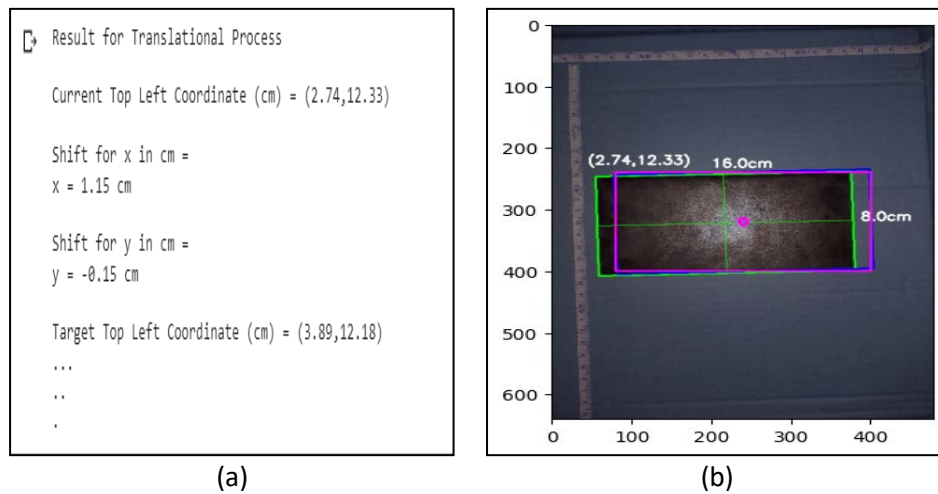 Result for Translational Process
Current Top Left Coordinate (cm) = (2.74,12.33)
Shift for x in cm =
x = 1.15 cm
Shift for y in cm =
y = -0.15 cm
Target Top Left Coordinate (cm) = (3.89,12.18)
...
..
.
(a)
0
100
200
300
400
500
600
(2.74,12.33)
16.0cm
8.0cm
0
100
200
300
400
(b)